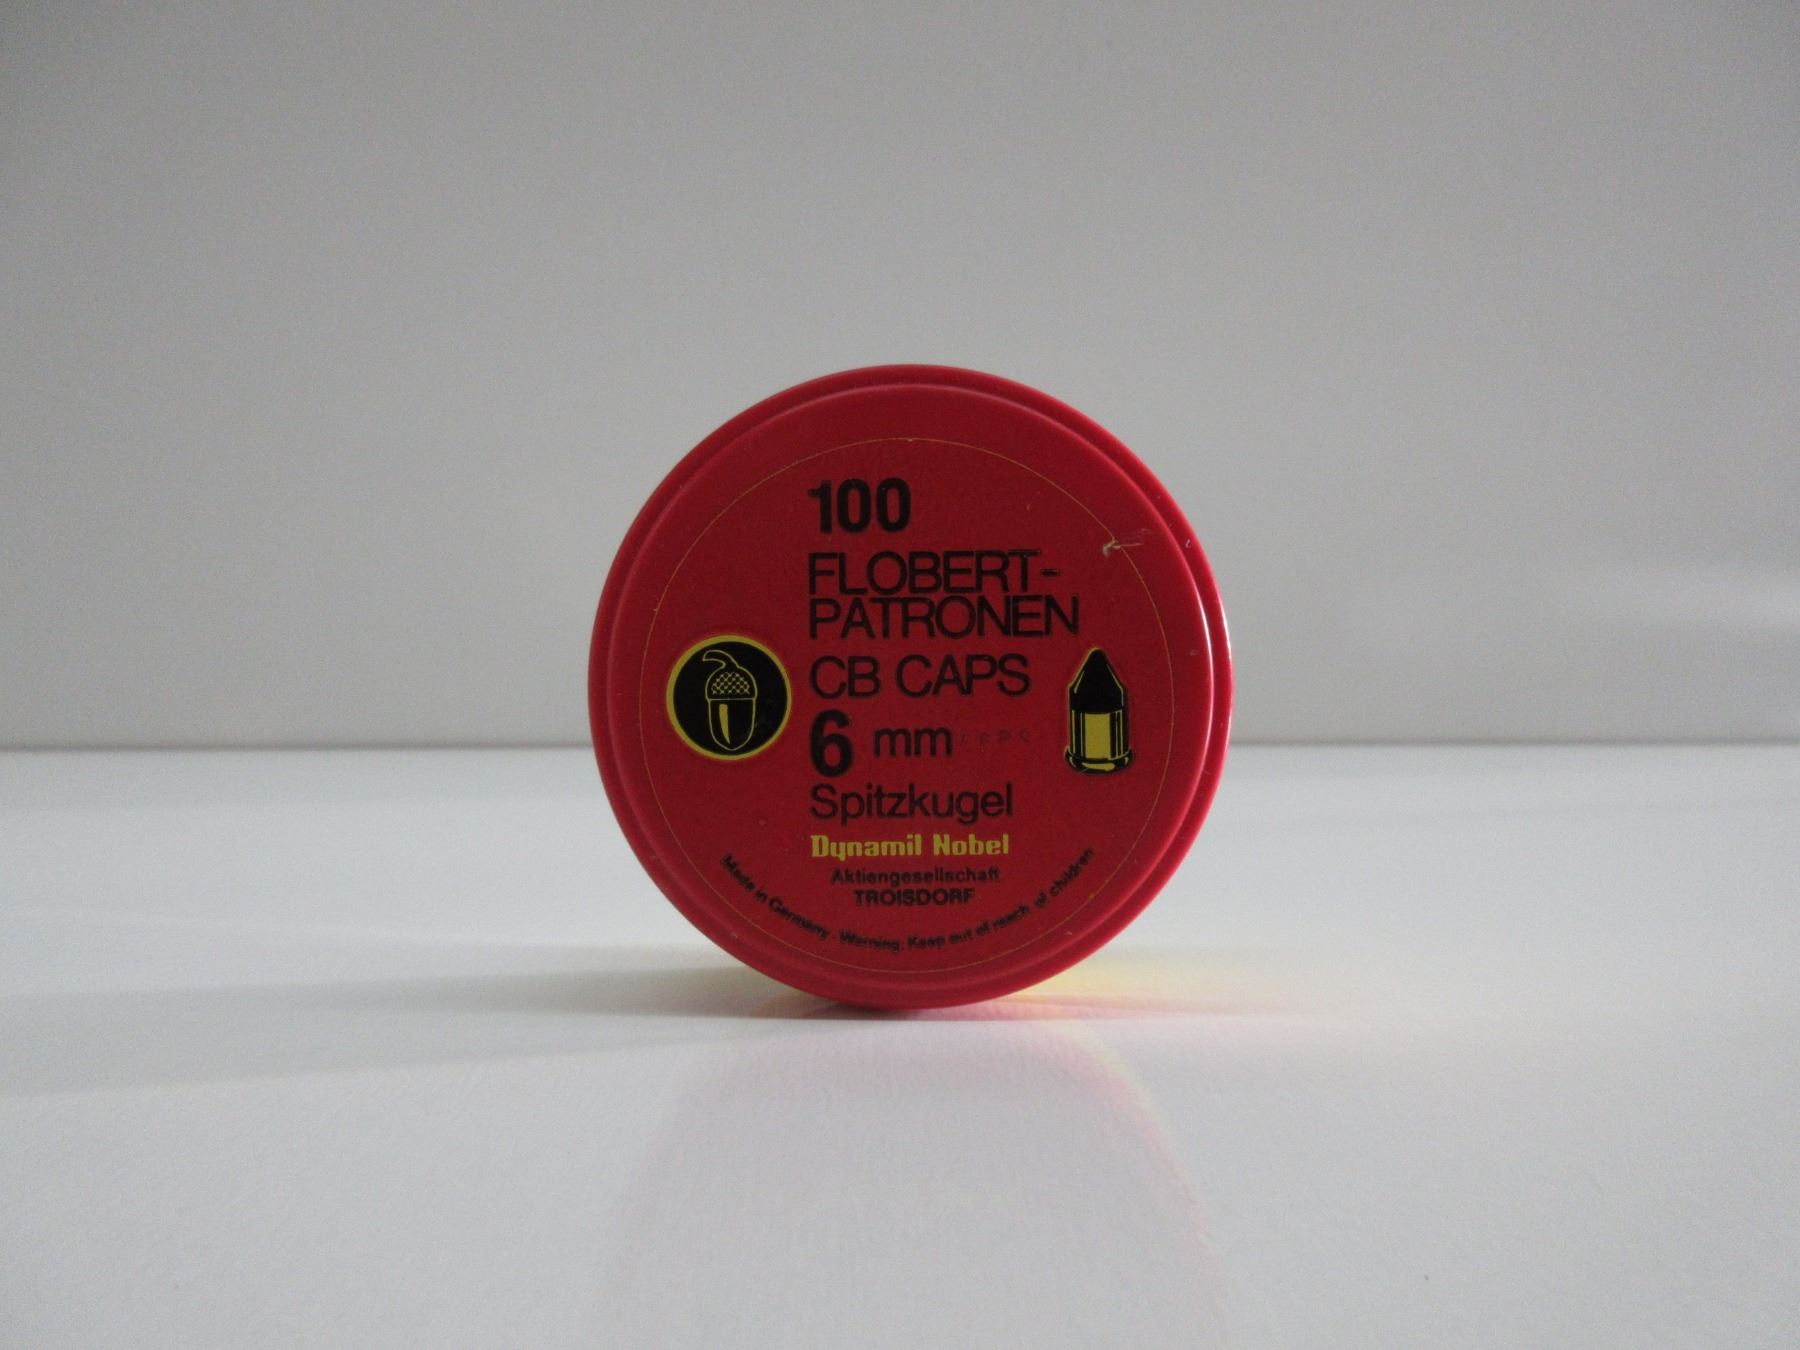 100
FLOBERT-
PATRONEN
CB CAPS
6 mm
Spitzkugel
Dynamit Nobel
Aktiengesellschaft
TROISDORF
Made in Germany - Warning: Keep out of reach of children